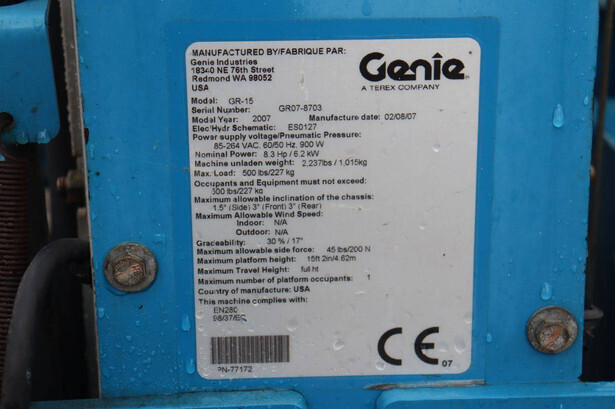 MANUFACTURED BY/FABRIQUE PAR:
Genie Industries
18340 NE 76th Street
Redmond WA 98052
USA
Genie
A TEREX COMPANY
Model: GR-15
Serial Number: GR07-8703
Model Year: 2007 Manufacture date: 02/08/07
Elec/Hydr Schematic: ES0127
Power supply voltage/Pneumatic Pressure:
85-264 VAC, 60/50 Hz, 900 W
Nominal Power: 8.3 Hp / 6.2 kW
Machine unladen weight: 2,237lbs / 1,015kg
Max. Load: 500 lbs/227 kg
Occupants and Equipment must not exceed:
500 lbs/227 kg
Maximum allowable inclination of the chassis:
1.5° (Side) 3° (Front) 3° (Rear)
Maximum Allowable Wind Speed:
Indoor: N/A
Outdoor: N/A
Graceability: 30 % / 17°
Maximum allowable side force: 45 lbs/200 N
Maximum platform height: 15ft 2in/4.62m
Maximum Travel Height: full ht
Maximum number of platform occupants: 1
Country of manufacture: USA
This machine complies with:
EN280
98/37/EC
PN-77172
CE
07